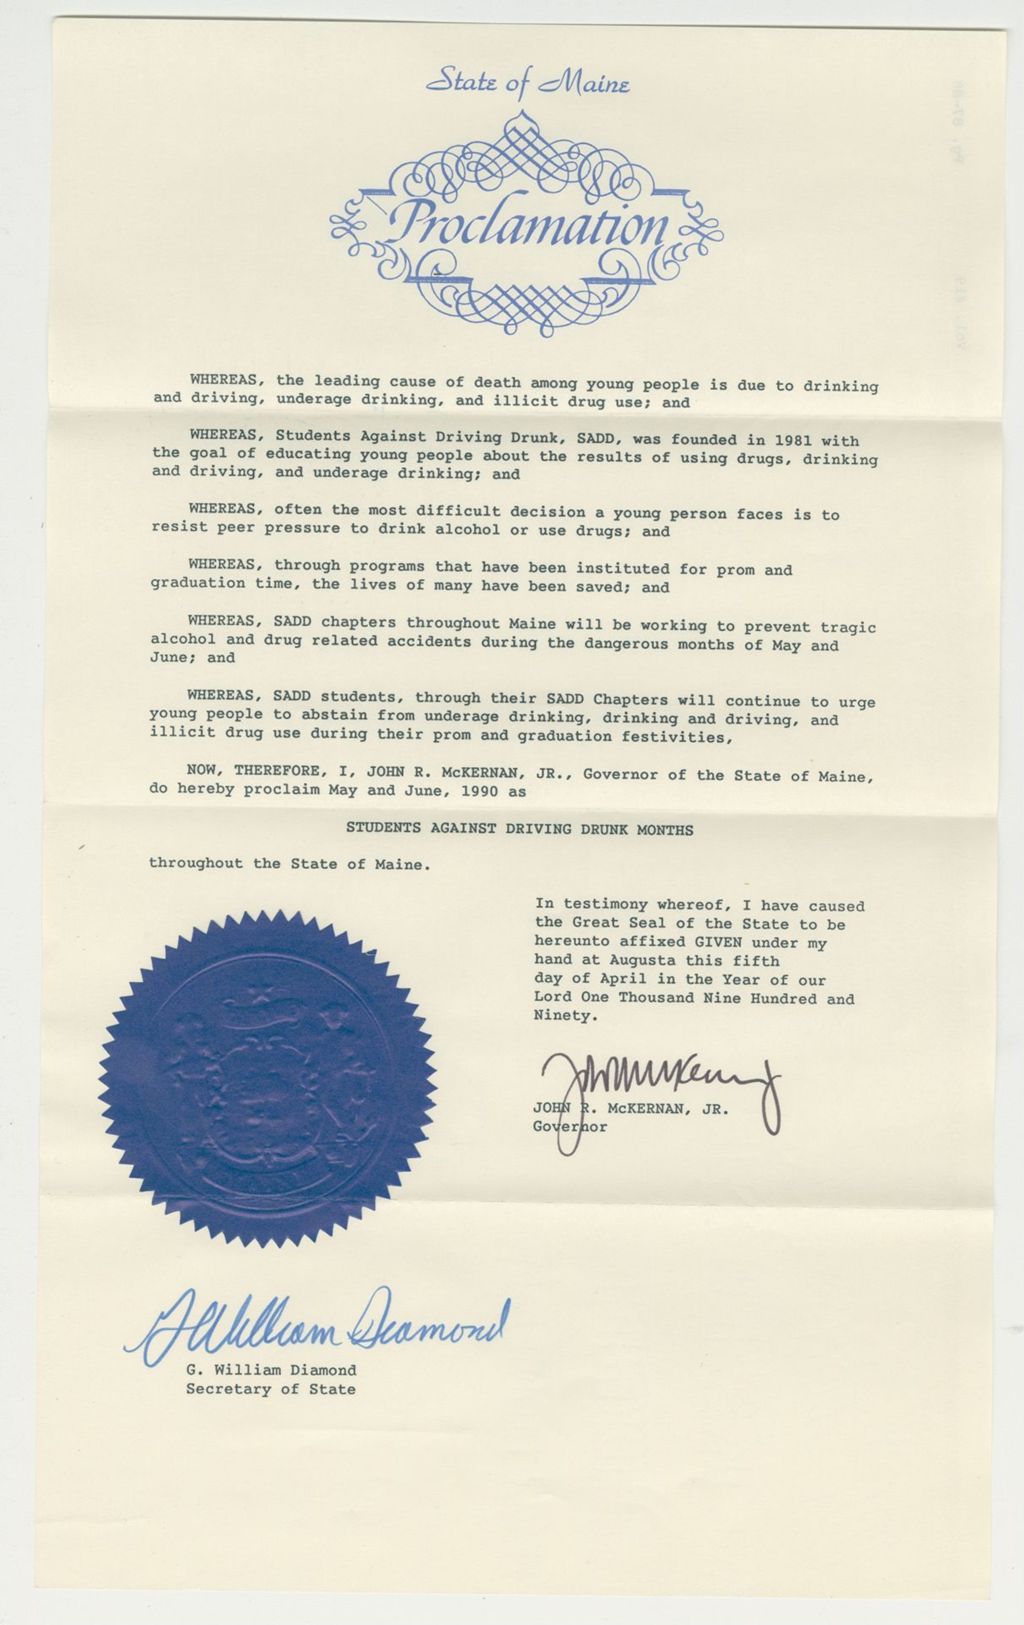 State of Maine
Proclamation
WHEREAS, the leading cause of death among young people is due to drinking
and driving, underage drinking, and illicit drug use; and
WHEREAS, Students Against Driving Drunk, SADD, was founded in 1981 with
the goal of educating young people about the results of using drugs, drinking
and driving, and underage drinking; and
WHEREAS, often the most difficult decision a young person faces is to
resist peer pressure to drink alcohol or use drugs; and
WHEREAS, through programs that have been instituted for prom and
graduation time, the lives of many have been saved; and
WHEREAS, SADD chapters throughout Maine will be working to prevent tragic
alcohol and drug related accidents during the dangerous months of May and
June; and
WHEREAS, SADD students, through their SADD Chapters will continue to urge
young people to abstain from underage drinking, drinking and driving, and
illicit drug use during their prom and graduation festivities,
NOW, THEREFORE, I, JOHN R. McKERNAN, JR., Governor of the State of Maine,
do hereby proclaim May and June, 1990 as
STUDENTS AGAINST DRIVING DRUNK MONTHS
throughout the State of Maine.
In testimony whereof, I have caused
the Great Seal of the State to be
hereunto affixed GIVEN under my
hand at Augusta this fifth
day of April in the Year of our
Lord One Thousand Nine Hundred and
Ninety.
JOHN R. McKERNAN, JR.
Governor
G William Diamond
G. William Diamond
Secretary of State